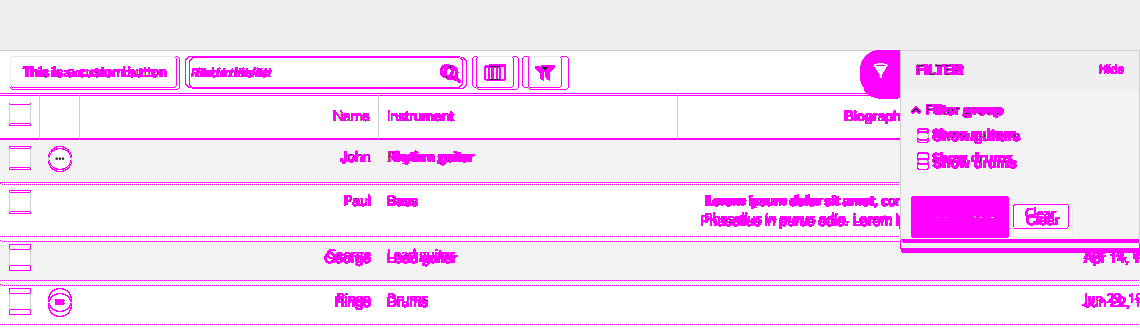 This is a custom button
FILTER
Hide
Name Instrument Biograph
Filter group
Show guitars
Show drums
John Rhythm guitar
Paul Bass Lorem ipsum dolor sit amet, con
Phasellus in purus odio. Lorem i
Clear
George Lead guitar Apr 14, 1
Ringo Drums Jun 29, 19